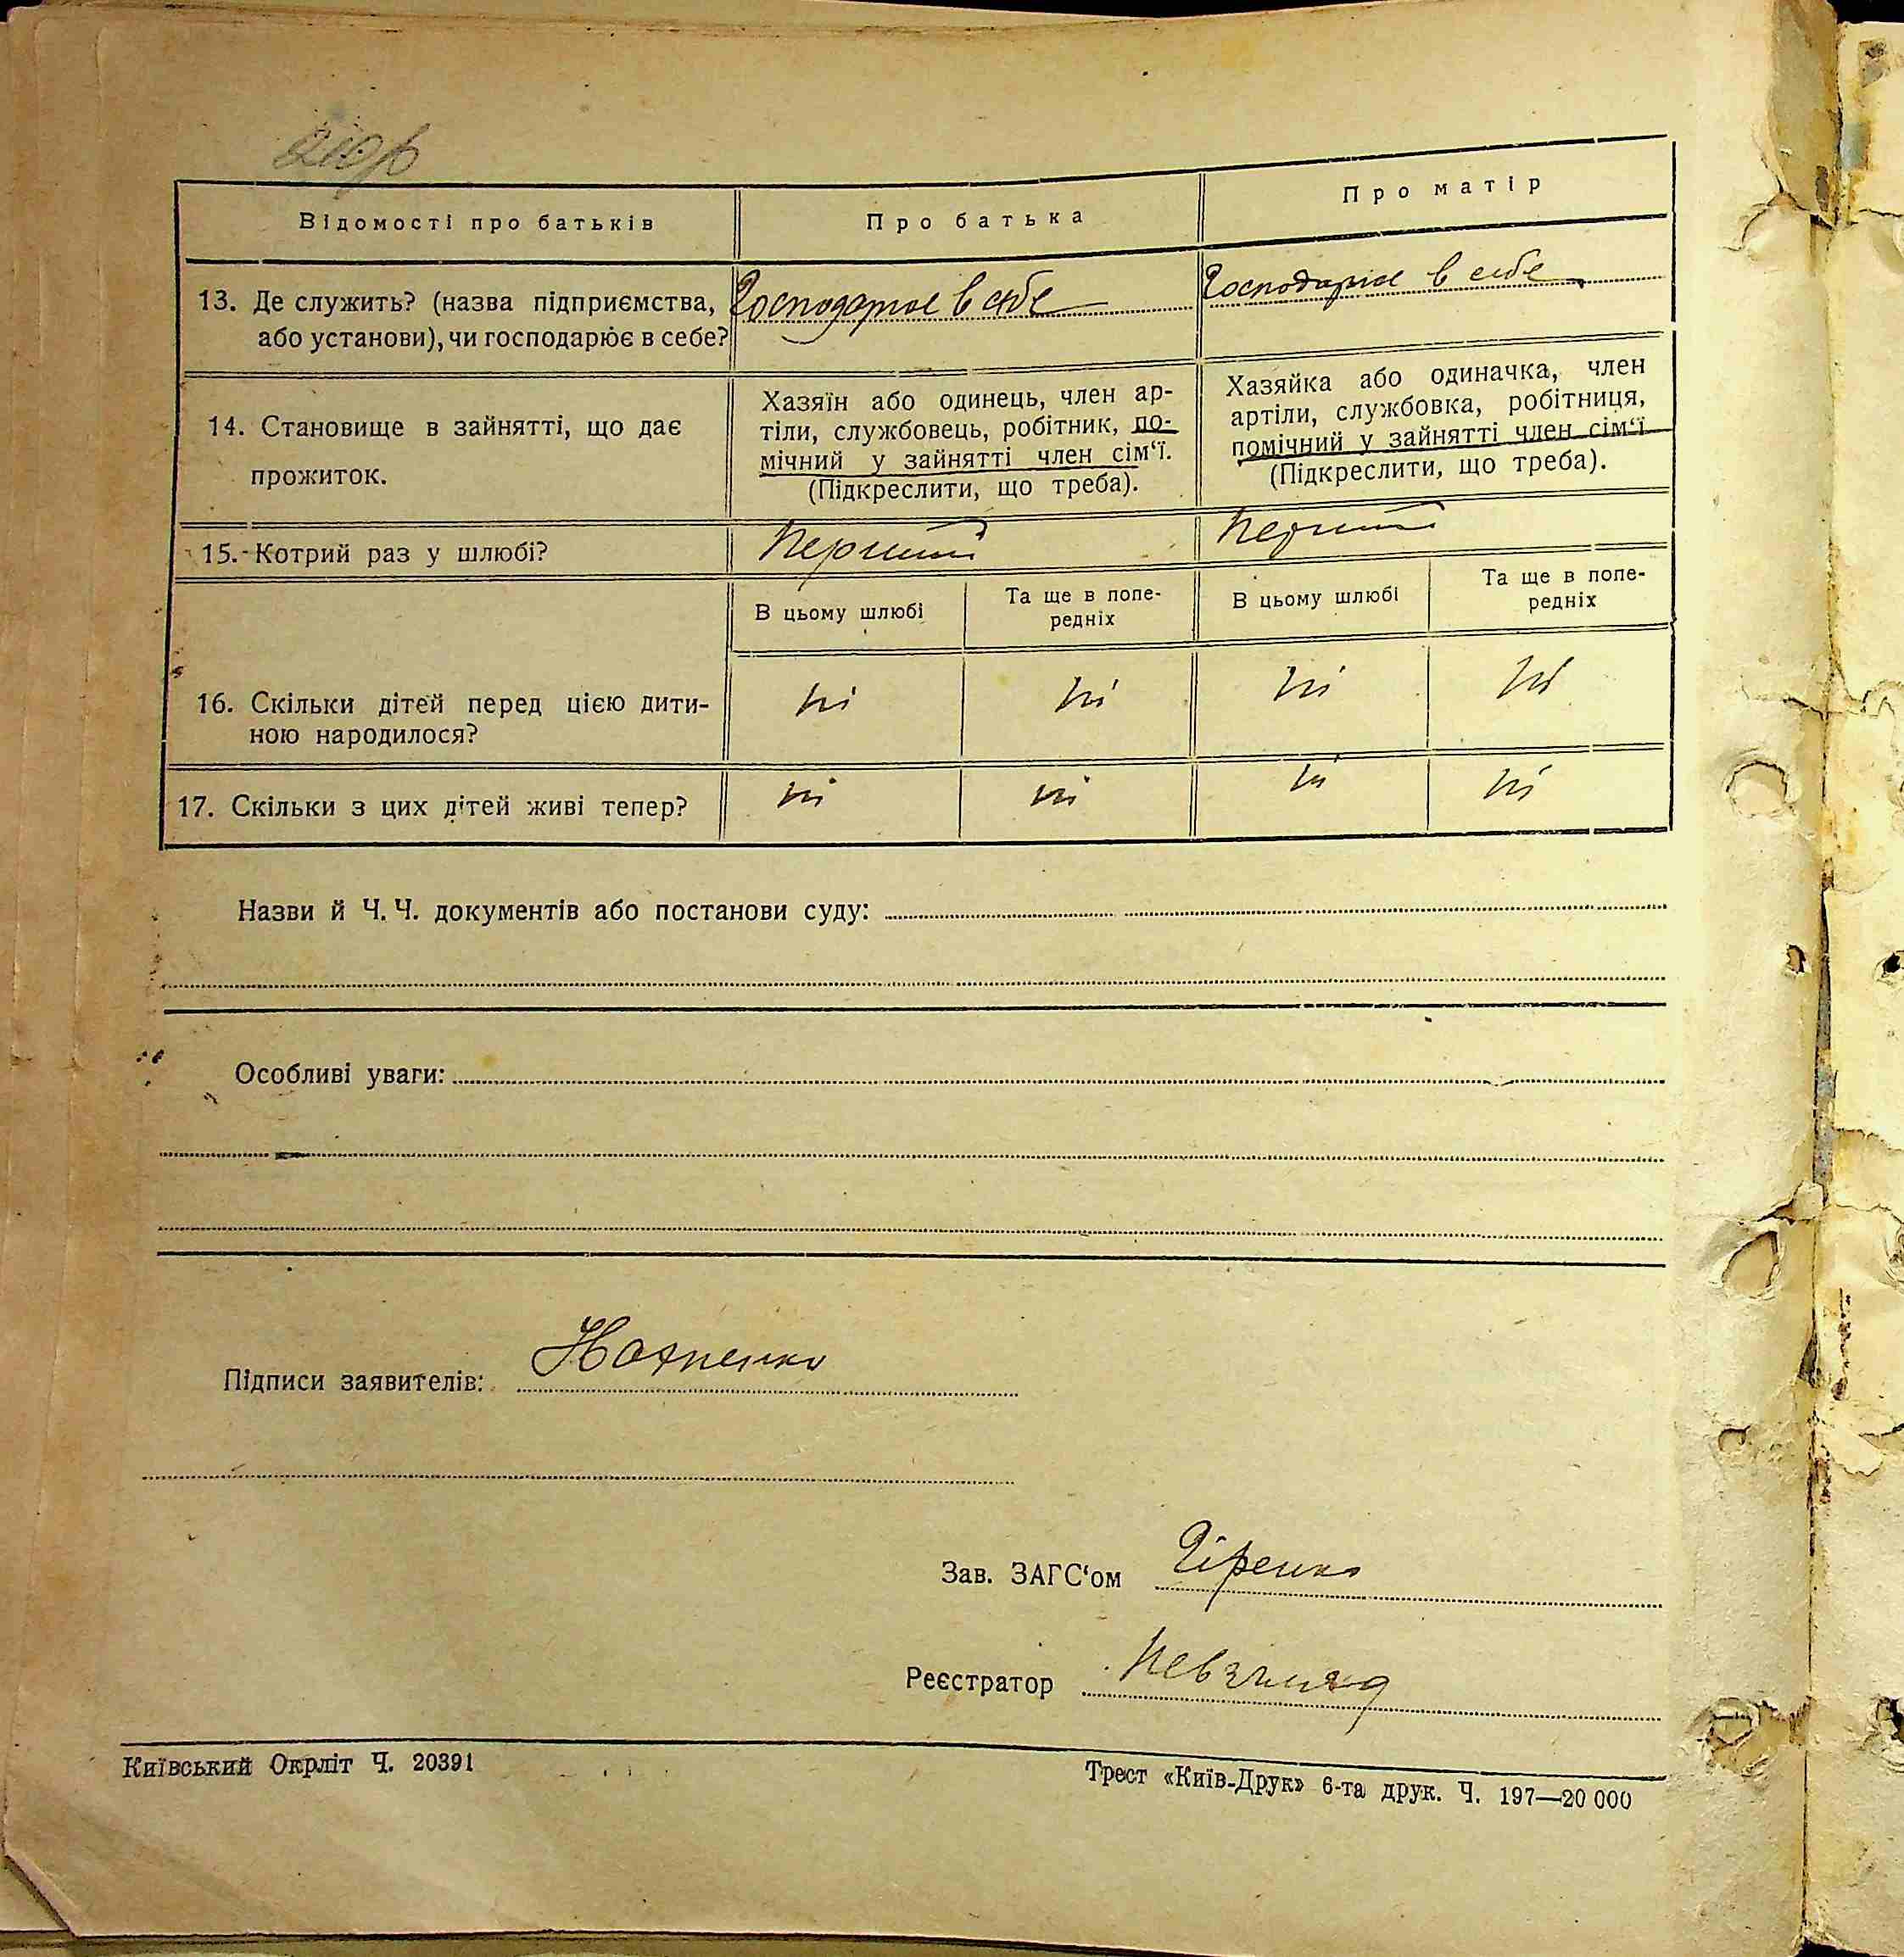 Відомості про батьків
Про батька
Про матір
13. Де служить? (назва підприємства,
або установи), чи господарює в себе?
Господарює в себе
Господарює в себе
14. Становище в зайнятті, що дає
прожиток.
Хазяїн або одинець, член ар-
тіли, службовець, робітник, по-
мічний у зайнятті член сім‘ї.
(Підкреслити, що треба).
Хазяйка або одиначка, член
артіли, службовка, робітниця,
помічний у зайнятті член сім‘ї
(Підкреслити, що треба).
15. Котрий раз у шлюбі?
Перший
Перший
В цьому шлюбі
Та ще в попе-
редніх
В цьому шлюбі
Та ще в попе-
редніх
16. Скільки дітей перед цією дити-
ною народилося?
ні ні ні ні
17. Скільки з цих дітей живі тепер?
ні ні ні ні
Назви й Ч. Ч. документів або постанови суду:
Особливі уваги:
Підписи заявителів:
Зав. ЗАГС‘ом Гіренко
Реєстратор
Київський Окрліт Ч. 20391
Трест «Київ-Друк» 6-та друк. Ч. 197—20 000